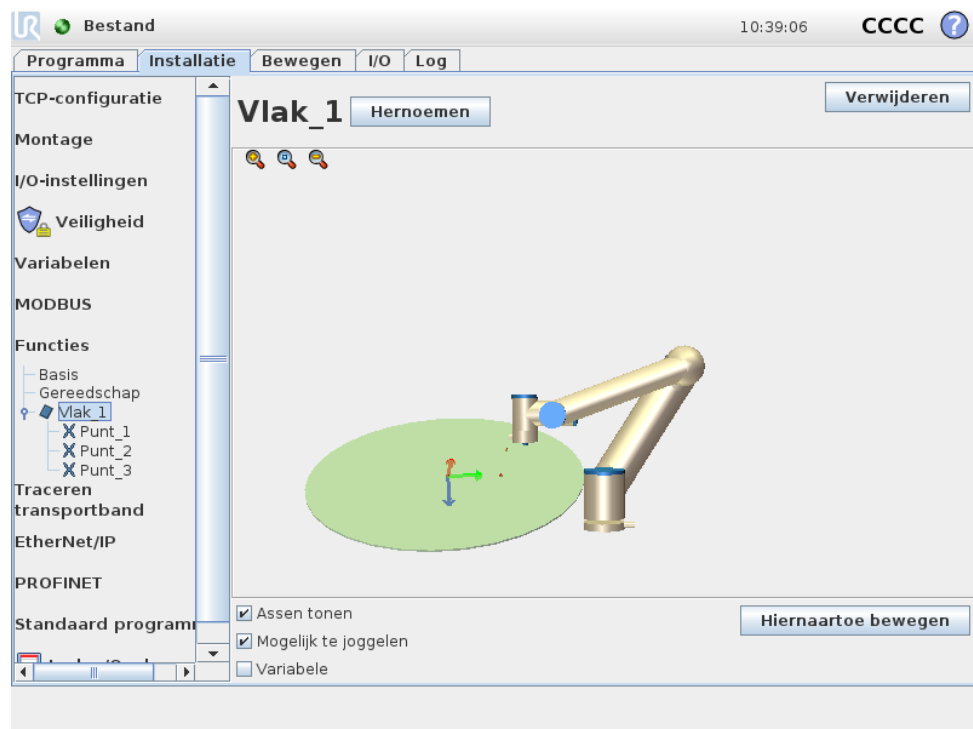 UR Bestand 10:39:06 CCCC ?
Programma Installatie Bewegen I/O Log
TCP-configuratie
Montage
I/O-instellingen
Veiligheid
Variabelen
MODBUS
Functies
Basis
Gereedschap
Vlak_1
Punt_1
Punt_2
Punt_3
Traceren
transportband
EtherNet/IP
PROFINET
Standaard program
Vlak_1 Hernoemen Verwijderen
Assen tonen
Mogelijk te joggelen
Variabele
Hiernaartoe bewegen